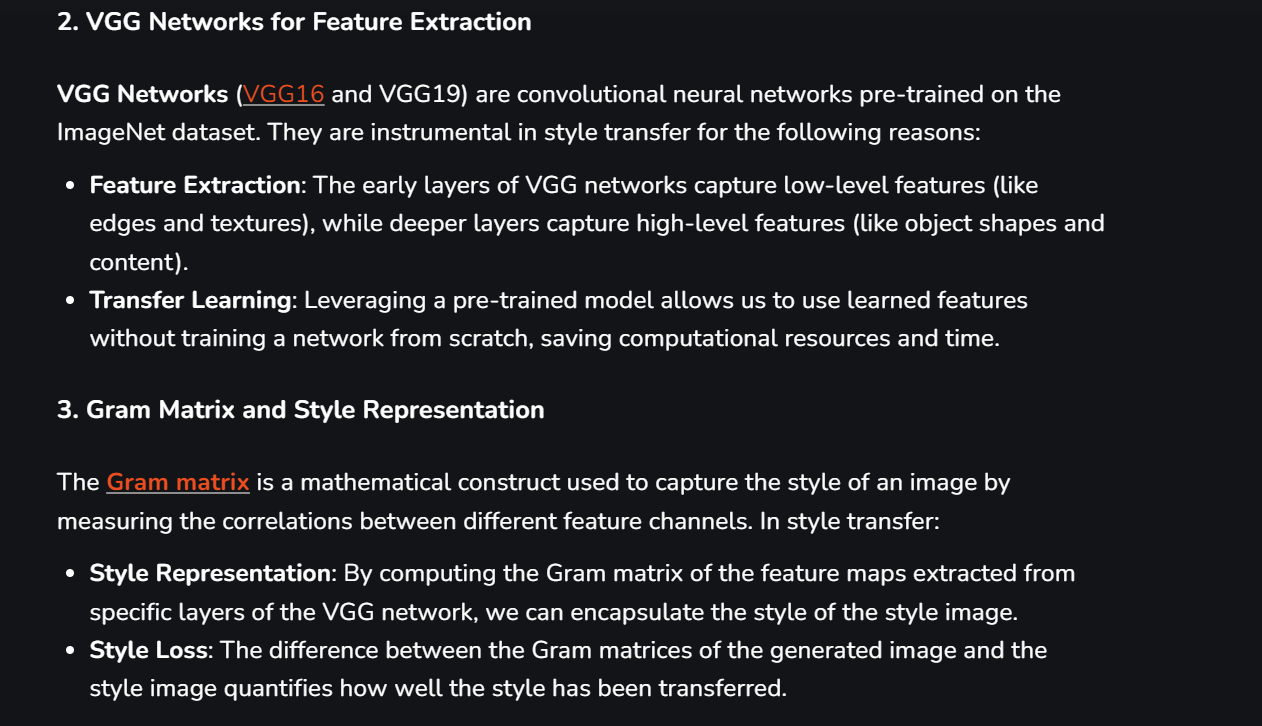 2. VGG Networks for Feature Extraction
VGG Networks (VGG16 and VGG19) are convolutional neural networks pre-trained on the
ImageNet dataset. They are instrumental in style transfer for the following reasons:
• Feature Extraction: The early layers of VGG networks capture low-level features (like
edges and textures), while deeper layers capture high-level features (like object shapes and
content).
• Transfer Learning: Leveraging a pre-trained model allows us to use learned features
without training a network from scratch, saving computational resources and time.
3. Gram Matrix and Style Representation
The Gram matrix is a mathematical construct used to capture the style of an image by
measuring the correlations between different feature channels. In style transfer:
• Style Representation: By computing the Gram matrix of the feature maps extracted from
specific layers of the VGG network, we can encapsulate the style of the style image.
• Style Loss: The difference between the Gram matrices of the generated image and the
style image quantifies how well the style has been transferred.